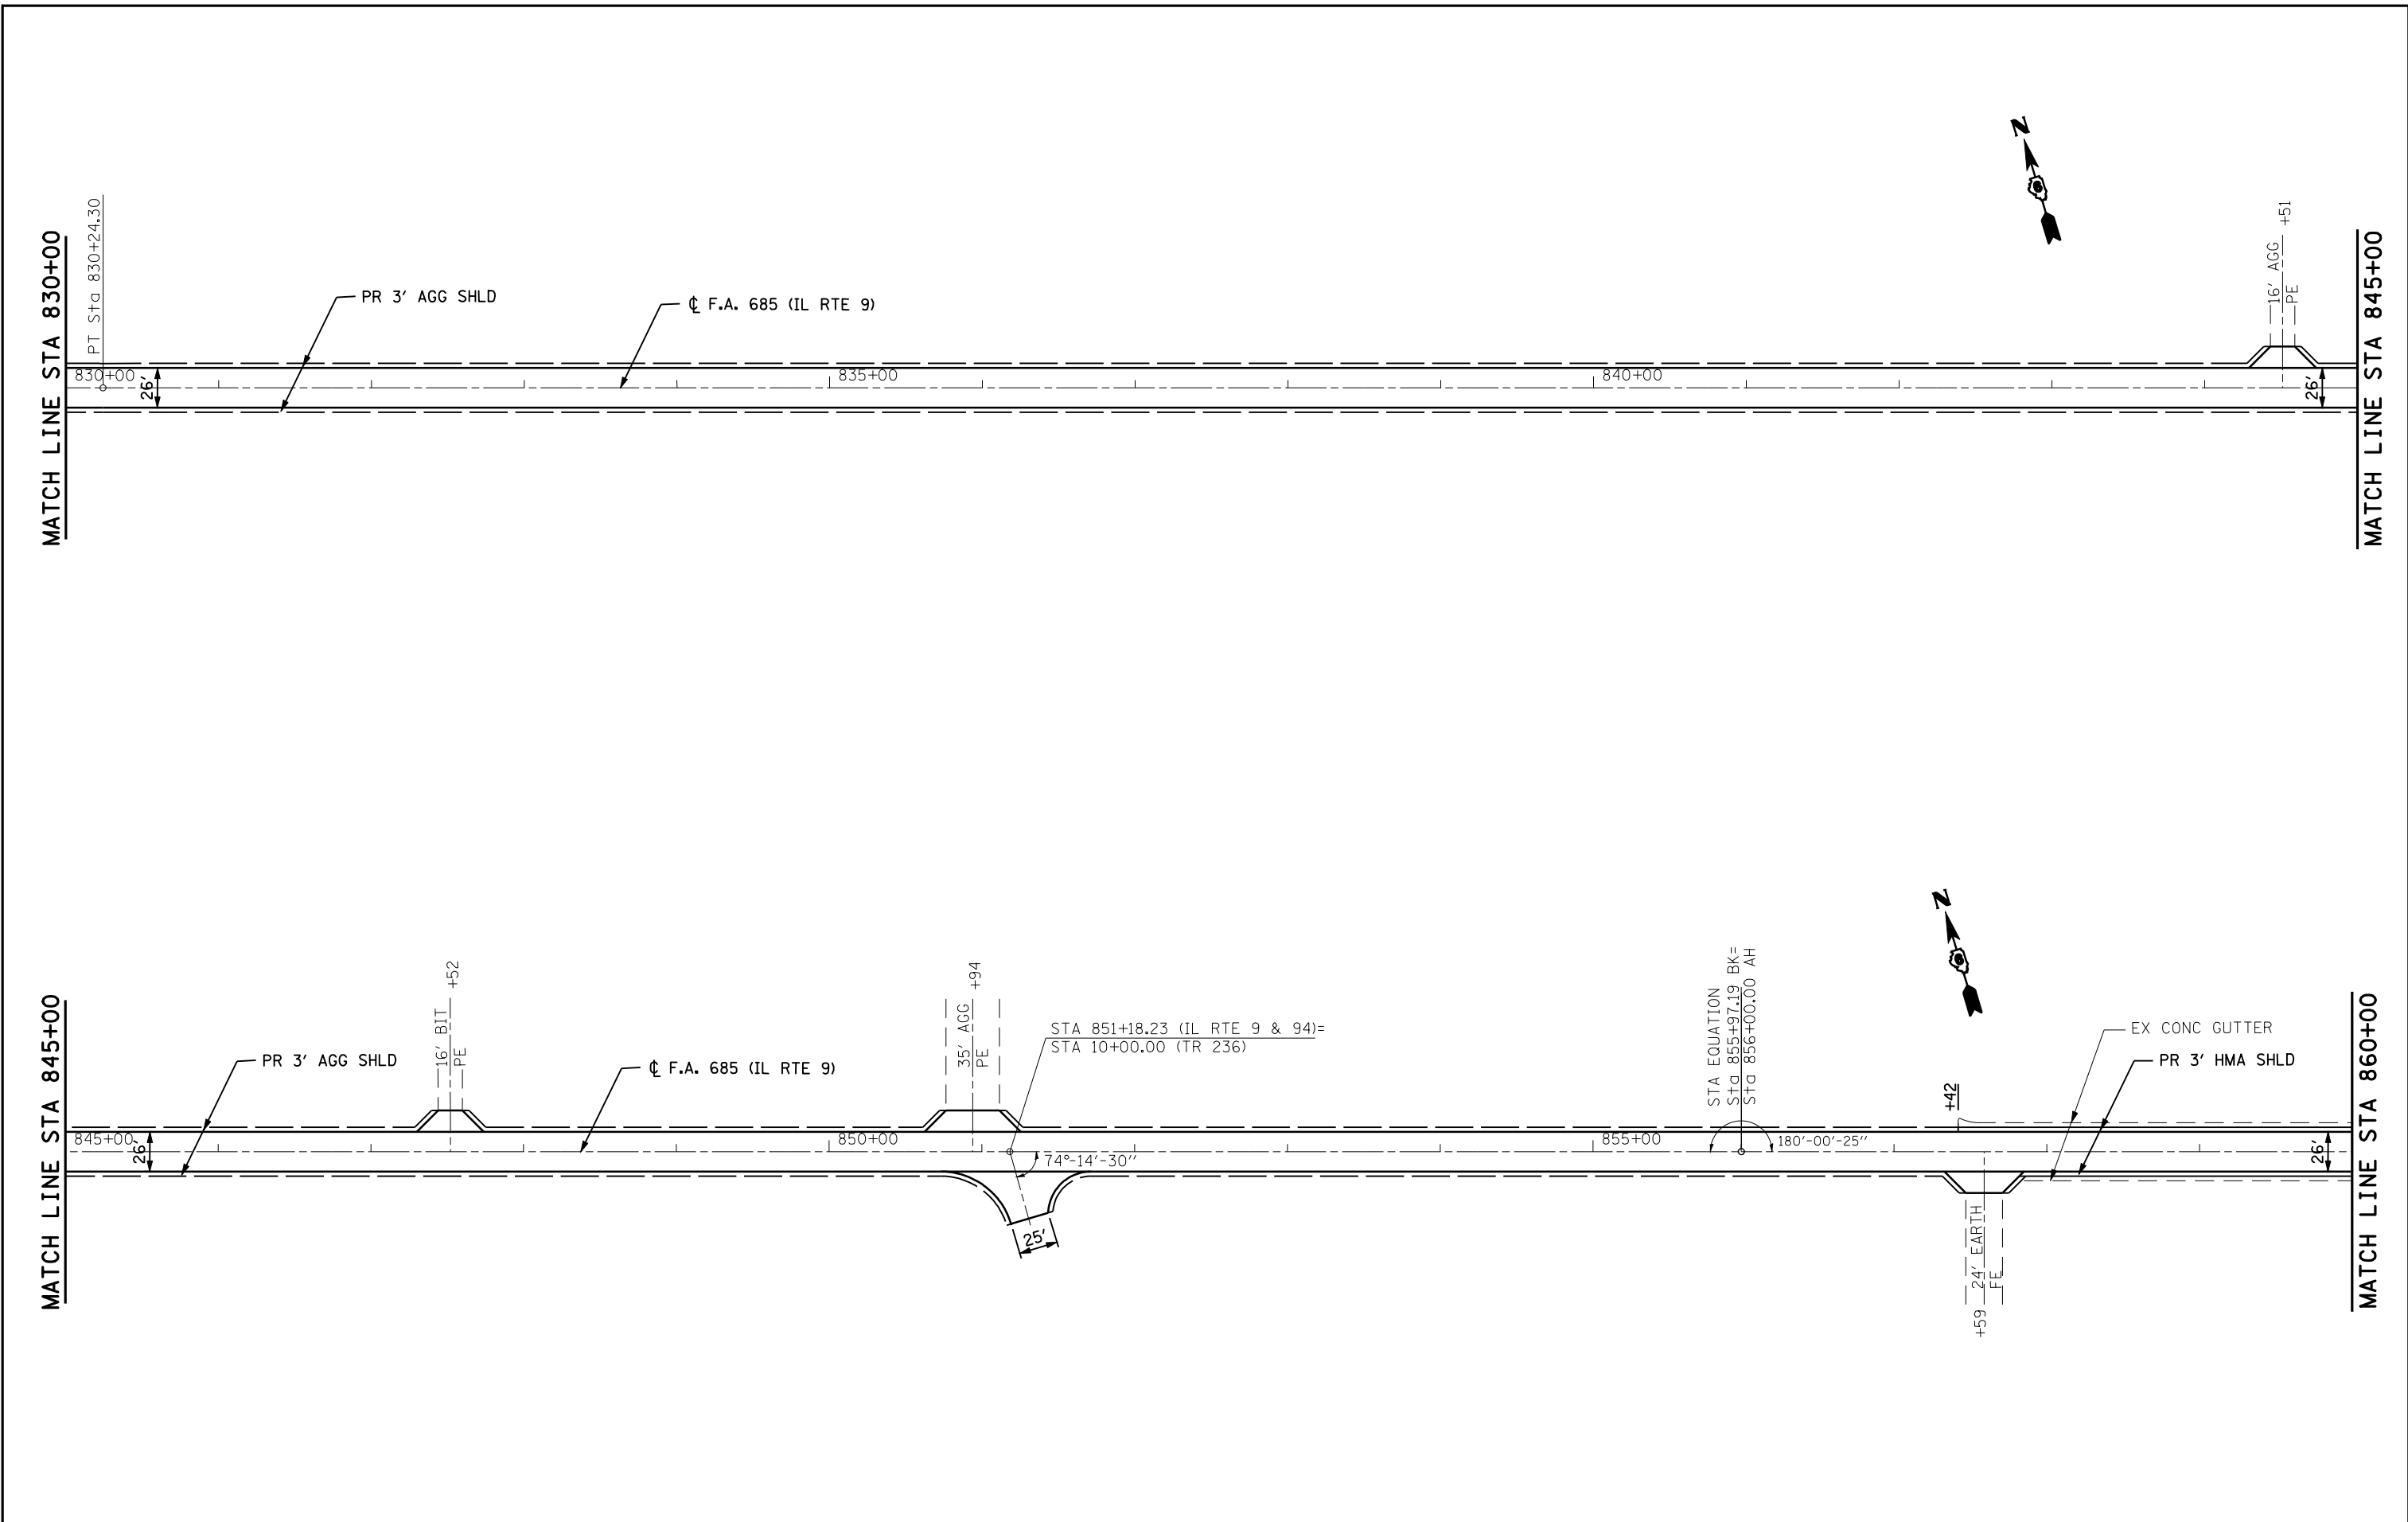 N
6
MATCH LINE STA 830+00
PT Sta 830+24.30
PR 3' AGG SHLD
℄ F.A. 685 (IL RTE 9)
16' AGG
PE
+51
MATCH LINE STA 845+00
830+00
835+00
840+00
26'
26'
N
6
MATCH LINE STA 845+00
PR 3' AGG SHLD
16' BIT
PE
+52
℄ F.A. 685 (IL RTE 9)
35' AGG
PE
+94
STA 851+18.23 (IL RTE 9 & 94)=
STA 10+00.00 (TR 236)
STA EQUATION
Sta 855+97.19 BK=
Sta 856+00.00 AH
EX CONC GUTTER
PR 3' HMA SHLD
+42
MATCH LINE STA 860+00
845+00
850+00
855+00
180'-00'-25''
26'
26'
74°-14'-30''
25'
24' EARTH
FE
+59